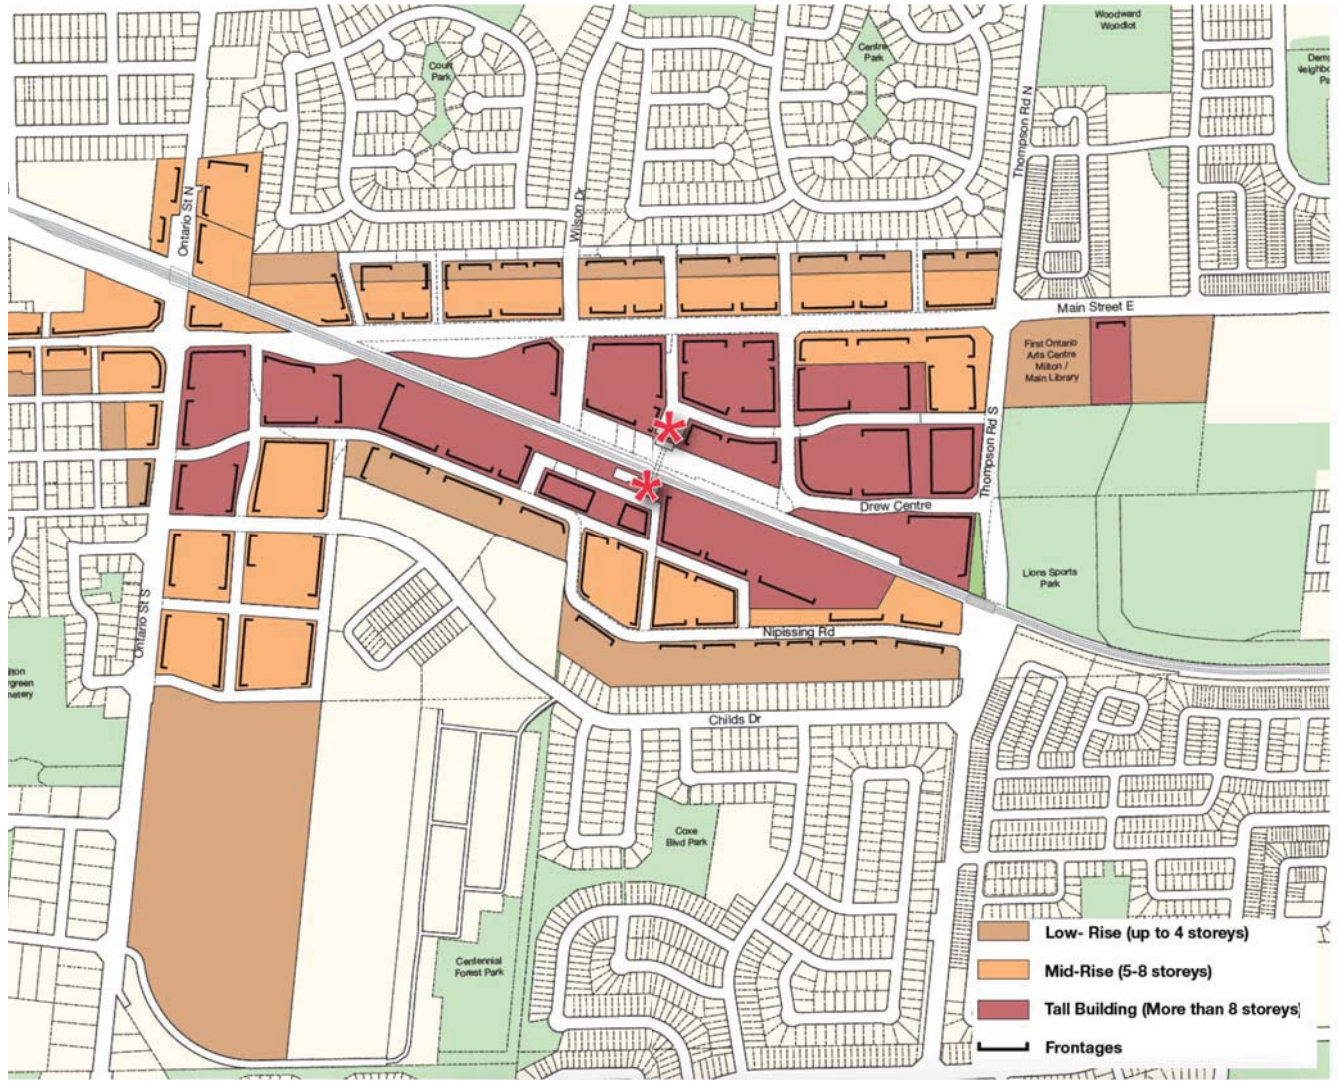 Woodward
Woodlot
Court
Park
Centre
Park
Thompson Rd N
Ontario St N
Wilson Dr
Main Street E
First Ontario
Arts Centre
Milton /
Main Library
Thompson Rd S
Drew Centre
Lions Sports
Park
Ontario St S
Nipissing Rd
Childs Dr
Coxe
Blvd Park
Centennial
Forest Park
Low- Rise (up to 4 storeys)
Mid-Rise (5-8 storeys)
Tall Building (More than 8 storeys)
Frontages